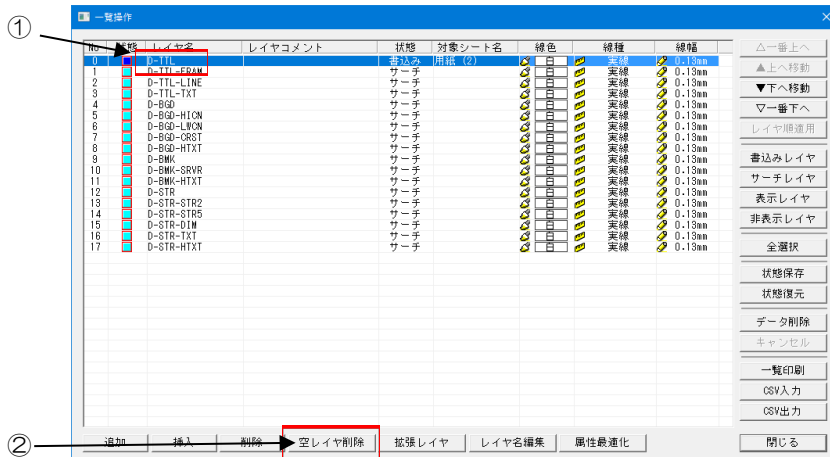 ①
②
一覧操作
No 状態 レイヤ名 レイヤコメント 状態 対象シート名 線色 線種 線幅
0 D-TTL 書込み 用紙 (2) 白 実線 0.13mm
1 D-TTL-FRAM サーチ 白 実線 0.13mm
2 D-TTL-LINE サーチ 白 実線 0.13mm
3 D-TTL-TXT サーチ 白 実線 0.13mm
4 D-BGD サーチ 白 実線 0.13mm
5 D-BGD-HICN サーチ 白 実線 0.13mm
6 D-BGD-LWCN サーチ 白 実線 0.13mm
7 D-BGD-CRST サーチ 白 実線 0.13mm
8 D-BGD-HTXT サーチ 白 実線 0.13mm
9 D-BMK サーチ 白 実線 0.13mm
10 D-BMK-SRVR サーチ 白 実線 0.13mm
11 D-BMK-HTXT サーチ 白 実線 0.13mm
12 D-STR サーチ 白 実線 0.13mm
13 D-STR-STR2 サーチ 白 実線 0.13mm
14 D-STR-STR5 サーチ 白 実線 0.13mm
15 D-STR-DIM サーチ 白 実線 0.13mm
16 D-STR-TXT サーチ 白 実線 0.13mm
17 D-STR-HTXT サーチ 白 実線 0.13mm
△一番上へ
▲上へ移動
▼下へ移動
▽一番下へ
レイヤ順適用
書込みレイヤ
サーチレイヤ
表示レイヤ
非表示レイヤ
全選択
状態保存
状態復元
データ削除
キャンセル
一覧印刷
CSV入力
CSV出力
追加 挿入 削除 空レイヤ削除 拡張レイヤ レイヤ名編集 属性最適化 閉じる